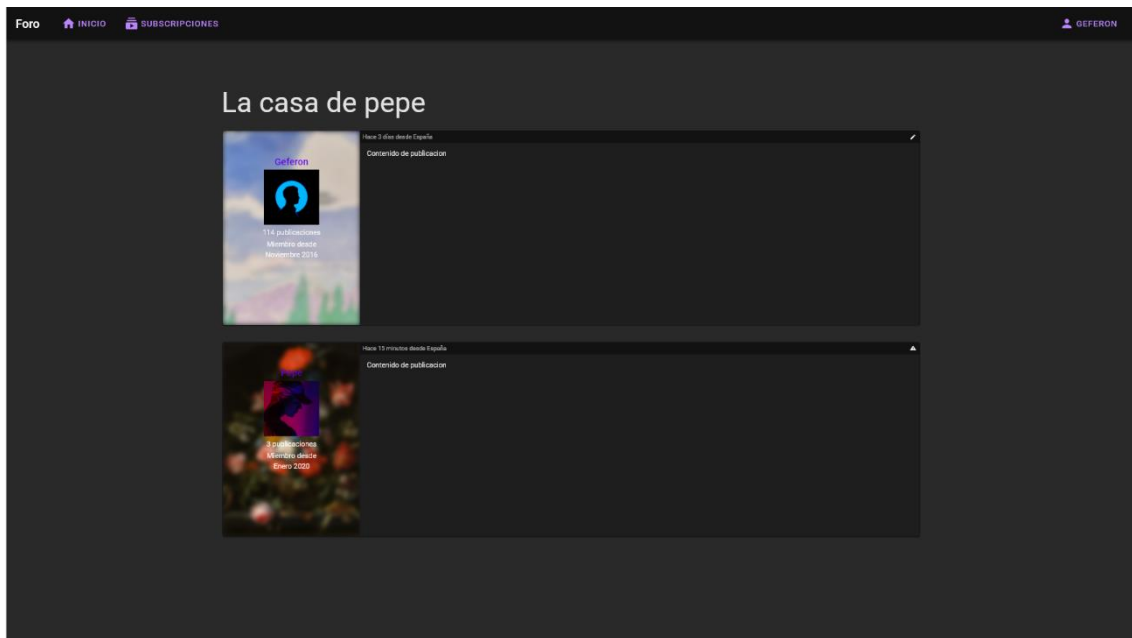 Foro
INICIO
SUBSCRIPCIONES
GEFERON
La casa de pepe
Geferon
114 publicaciones
Miembro desde
Noviembre 2016
Hace 3 días desde España
Contenido de publicacion
Pepe
3 publicaciones
Miembro desde
Enero 2020
Hace 15 minutos desde España
Contenido de publicacion